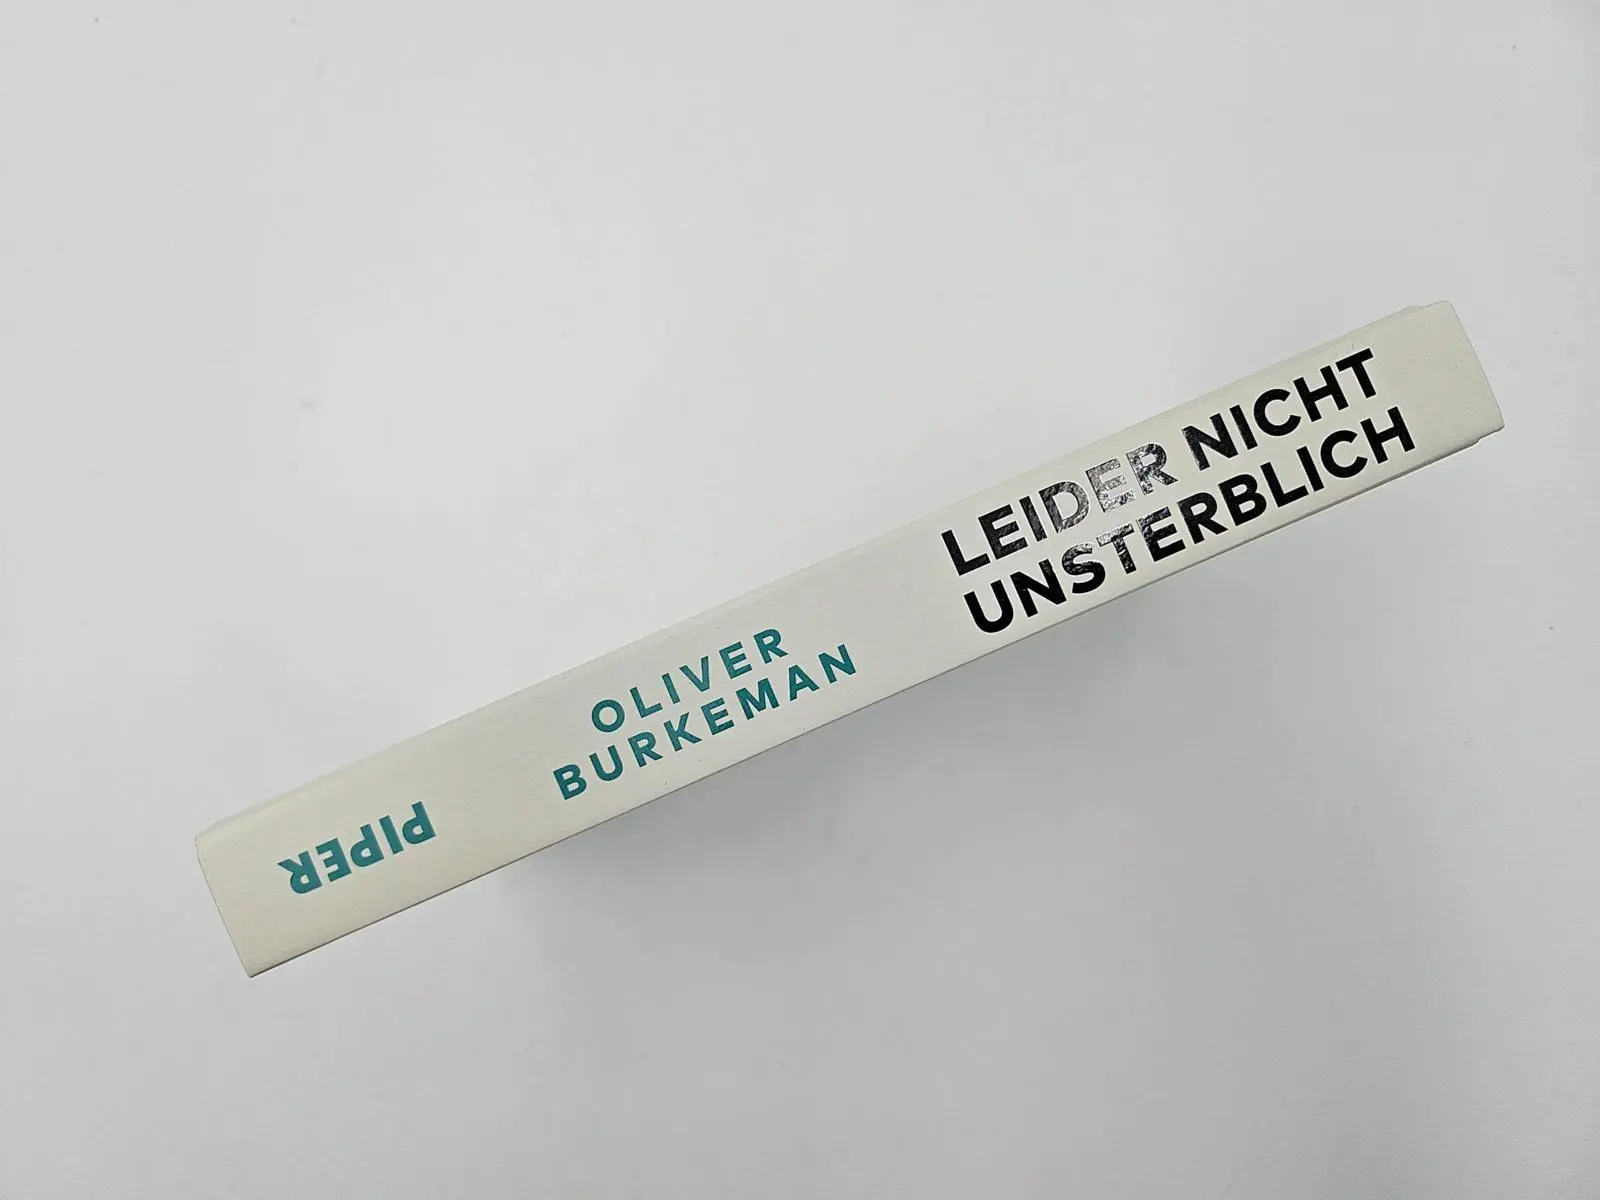 LEIDER NICHT
UNSTERBLICH
OLIVER
BURKEMAN
PIPER